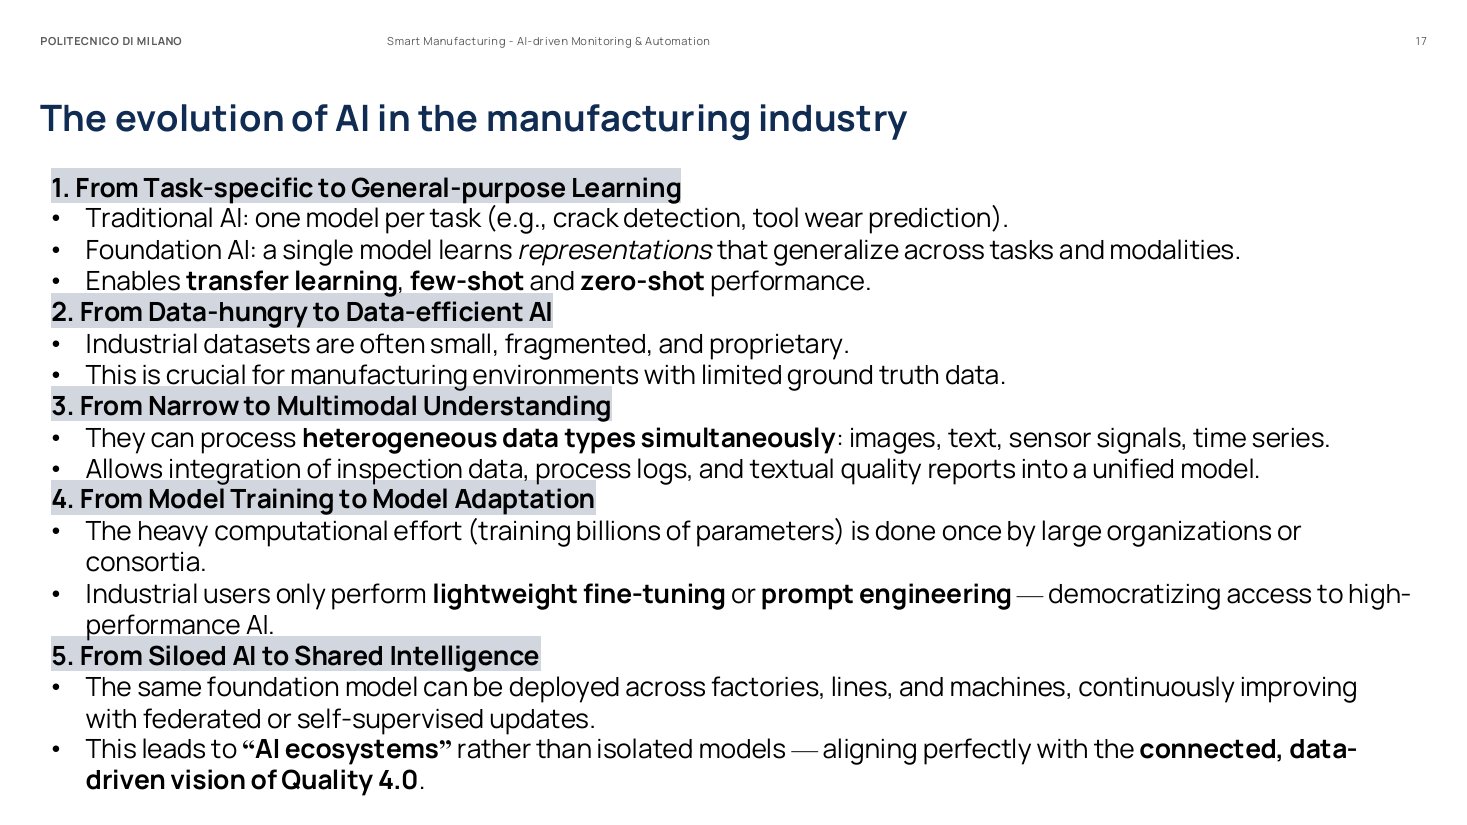 POLITECNICO DI MILANO
Smart Manufacturing - AI-driven Monitoring & Automation
17
The evolution of AI in the manufacturing industry
1. From Task-specific to General-purpose Learning
• Traditional AI: one model per task (e.g., crack detection, tool wear prediction).
• Foundation AI: a single model learns representations that generalize across tasks and modalities.
• Enables transfer learning, few-shot and zero-shot performance.
2. From Data-hungry to Data-efficient AI
• Industrial datasets are often small, fragmented, and proprietary.
• This is crucial for manufacturing environments with limited ground truth data.
3. From Narrow to Multimodal Understanding
• They can process heterogeneous data types simultaneously: images, text, sensor signals, time series.
• Allows integration of inspection data, process logs, and textual quality reports into a unified model.
4. From Model Training to Model Adaptation
• The heavy computational effort (training billions of parameters) is done once by large organizations or
consortia.
• Industrial users only perform lightweight fine-tuning or prompt engineering — democratizing access to high-
performance AI.
5. From Siloed AI to Shared Intelligence
• The same foundation model can be deployed across factories, lines, and machines, continuously improving
with federated or self-supervised updates.
• This leads to “AI ecosystems” rather than isolated models — aligning perfectly with the connected, data-
driven vision of Quality 4.0.